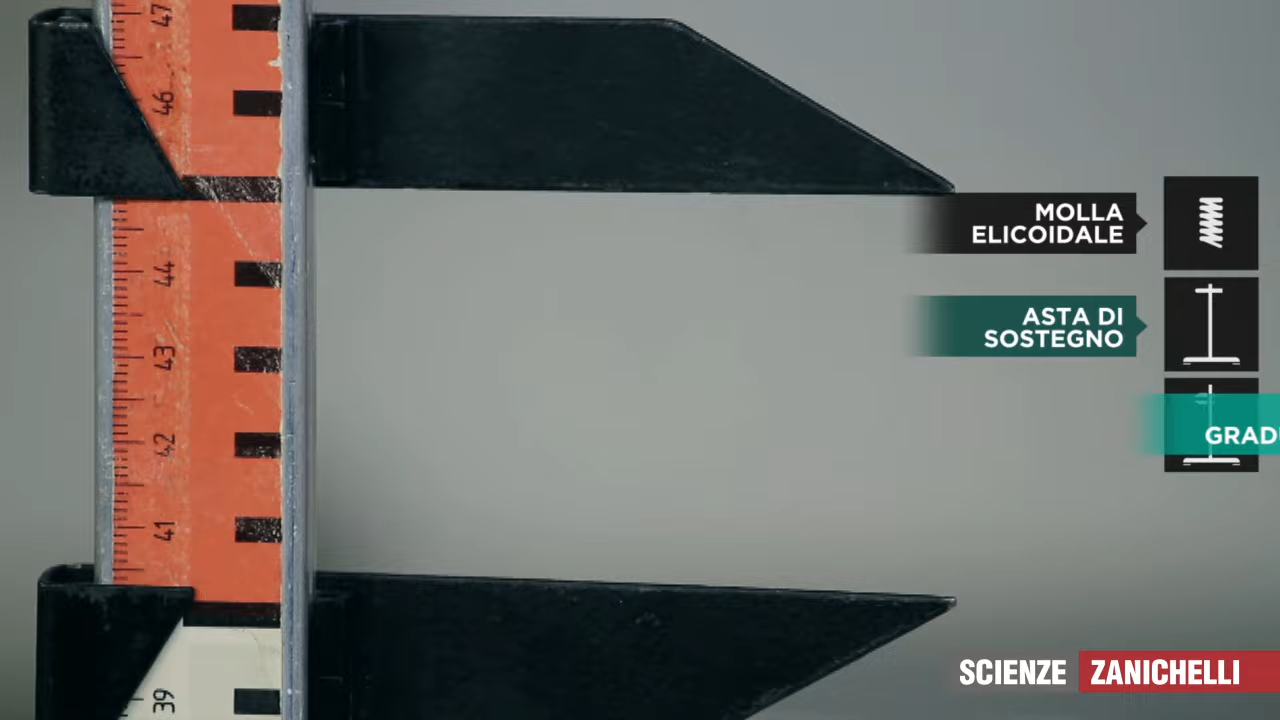 47
46
44
43
42
41
39
MOLLA
ELICOIDALE
ASTA DI
SOSTEGNO
GRAD
SCIENZE ZANICHELLI